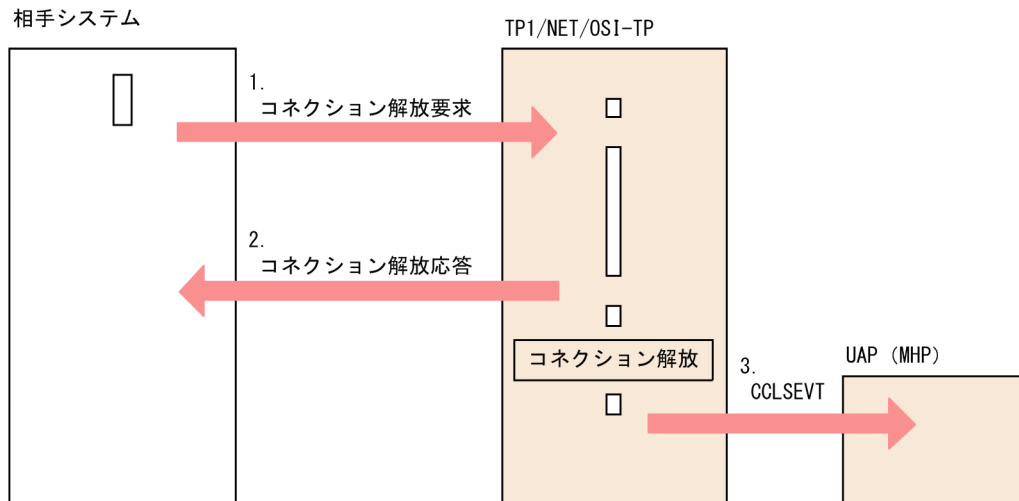 相手システム
TP1/NET/OSI-TP
1.
コネクション解放要求
2.
コネクション解放応答
コネクション解放
UAP (MHP)
3.
CCLSEVT